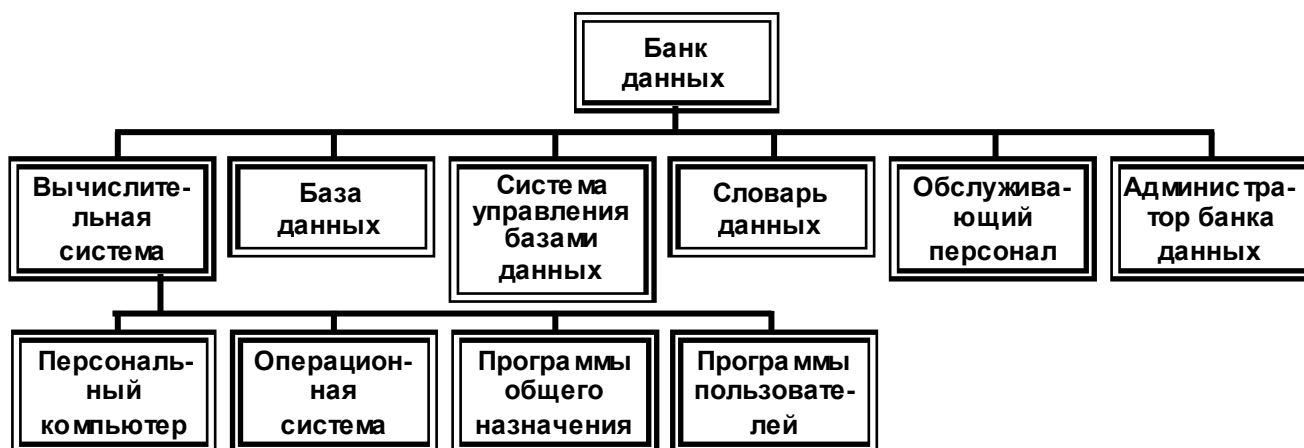 Банк
данных
Вычислите-
льная
система
База
данных
Система
управления
базами
данных
Словарь
данных
Обслужива-
ющий
персонал
Администра-
тор банка
данных
Персональ-
ный
компьютер
Операцион-
ная
система
Программы
общего
назначения
Программы
пользовате-
лей